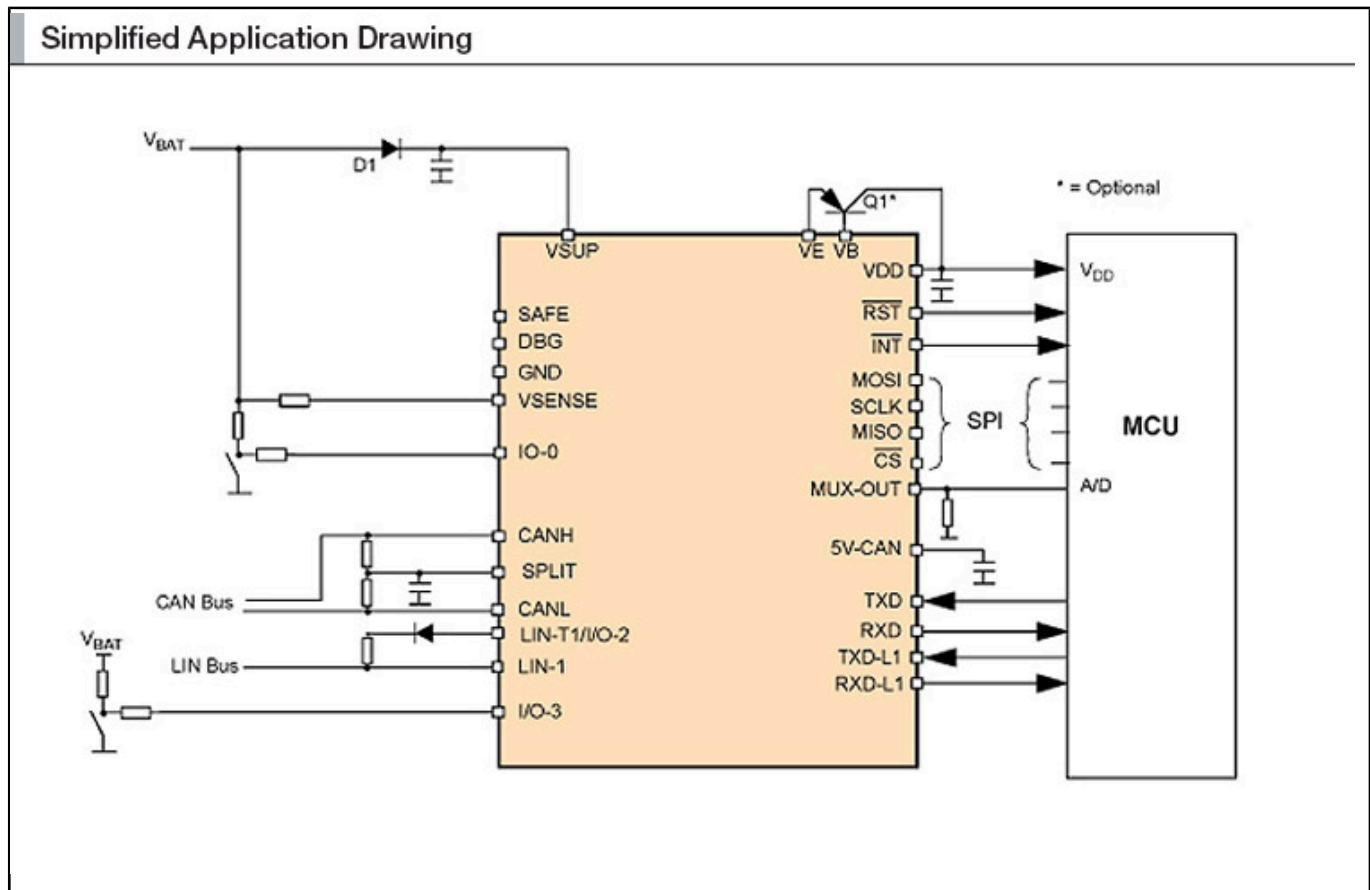 Simplified Application Drawing
VBAT
D1
Q1*
* = Optional
VSUP
VE VB
VDD
VDD
SAFE
RST
DBG
INT
GND
MOSI
VSENSE
SCLK
SPI
MCU
MISO
IO-0
CS
MUX-OUT
A/D
CANH
5V-CAN
SPLIT
CAN Bus
CANL
TXD
LIN-T1/I/O-2
RXD
VBAT
LIN Bus
LIN-1
TXD-L1
RXD-L1
I/O-3